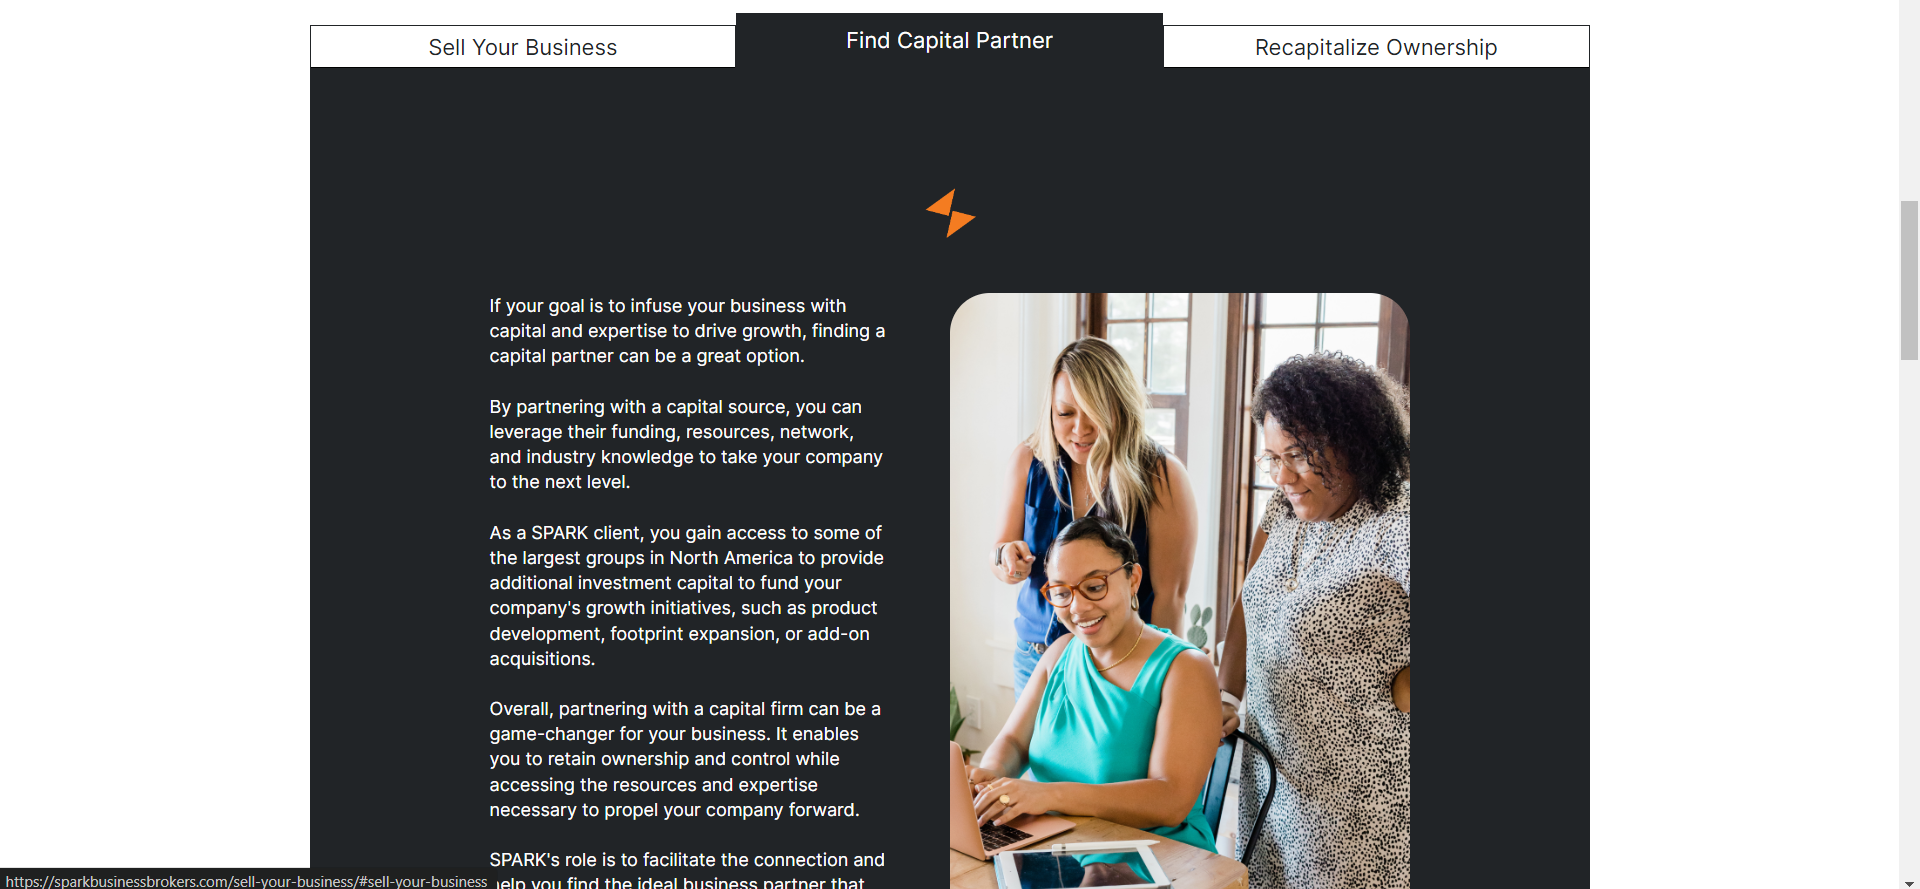 Sell Your Business
Find Capital Partner
Recapitalize Ownership
If your goal is to infuse your business with
capital and expertise to drive growth, finding a
capital partner can be a great option.
By partnering with a capital source, you can
leverage their funding, resources, network,
and industry knowledge to take your company
to the next level.
As a SPARK client, you gain access to some of
the largest groups in North America to provide
additional investment capital to fund your
company's growth initiatives, such as product
development, footprint expansion, or add-on
acquisitions.
Overall, partnering with a capital firm can be a
game-changer for your business. It enables
you to retain ownership and control while
accessing the resources and expertise
necessary to propel your company forward.
SPARK's role is to facilitate the connection and
help you find the ideal business partner that
https://sparkbusinessbrokers.com/sell-your-business/#sell-your-business